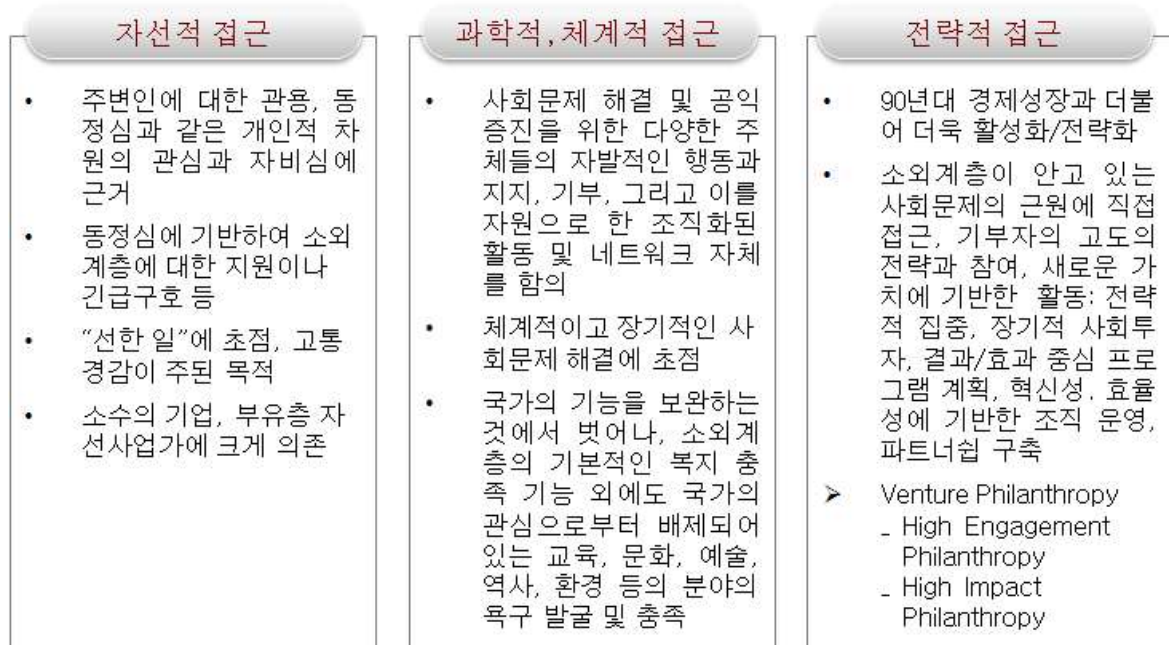 자선적 접근
• 주변인에 대한 관용, 동
정심과 같은 개인적 차
원의 관심과 자비심에
근거
• 동정심에 기반하여 소외
계층에 대한 지원이나
긴급구호 등
• “선한 일”에 초점, 고통
경감이 주된 목적
• 소수의 기업, 부유층 자
선사업가에 크게 의존
과학적,체계적 접근
• 사회문제 해결 및 공익
증진을 위한 다양한 주
체들의 자발적인 행동과
지지, 기부, 그리고 이를
자원으로 한 조직화된
활동 및 네트워크 자체
를 함의
• 체계적이고 장기적인 사
회문제 해결에 초점
• 국가의 기능을 보완하는
것에서 벗어나, 소외계
층의 기본적인 복지 충
족 기능 외에도 국가의
관심으로부터 배제되어
있는 교육, 문화, 예술,
역사, 환경 등의 분야의
욕구 발굴 및 충족
전략적 접근
• 90년대 경제성장과 더불
어 더욱 활성화/전략화
• 소외계층이 안고 있는
사회문제의 근원에 직접
접근, 기부자의 고도의
전략과 참여, 새로운 가
치에 기반한 활동: 전략
적 집중, 장기적 사회투
자, 결과/효과 중심 프로
그램 계획, 혁신성. 효율
성에 기반한 조직 운영,
파트너쉽 구축
➢ Venture Philanthropy
- High Engagement
Philanthropy
- High Impact
Philanthropy